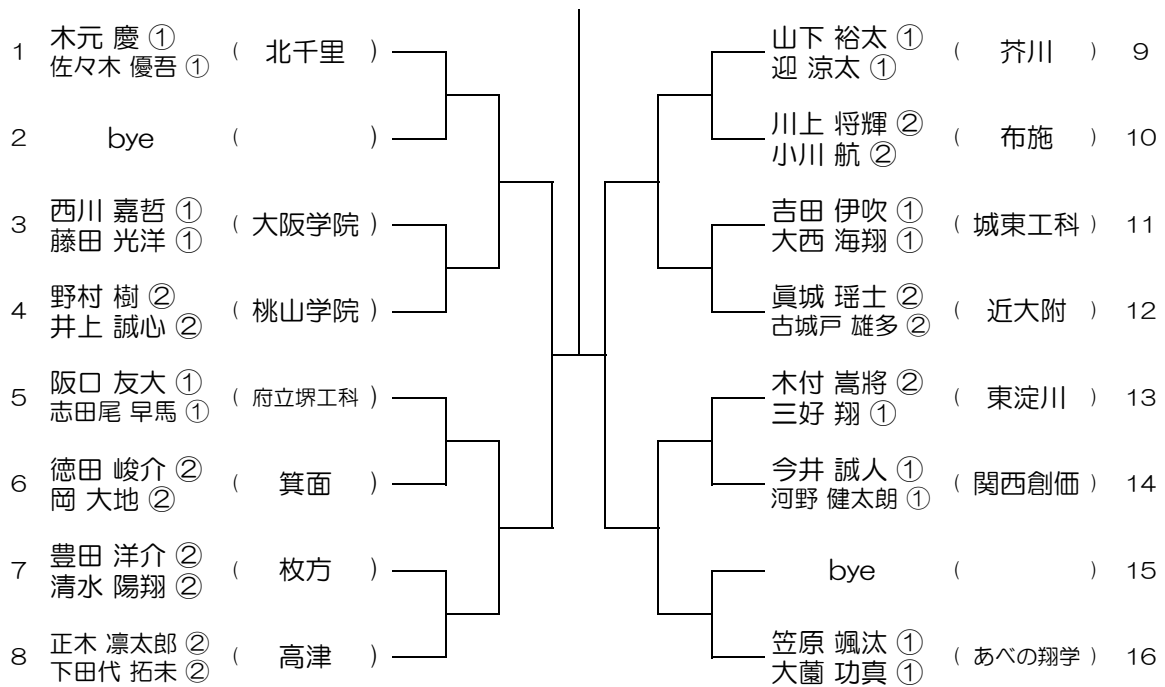 1 木元 慶 ① ( 北千里 )
佐々木 優吾 ①
2 bye ( )
3 西川 嘉哲 ① ( 大阪学院 )
藤田 光洋 ①
4 野村 樹 ② ( 桃山学院 )
井上 誠心 ②
5 阪口 友大 ① ( 府立堺工科 )
志田尾 早馬 ①
6 徳田 峻介 ② ( 箕面 )
岡 大地 ②
7 豊田 洋介 ② ( 枚方 )
清水 陽翔 ②
8 正木 凛太郎 ② ( 高津 )
下田代 拓未 ②
山下 裕太 ① ( 芥川 ) 9
迎 涼太 ①
川上 将輝 ② ( 布施 ) 10
小川 航 ②
吉田 伊吹 ① ( 城東工科 ) 11
大西 海翔 ①
眞城 瑶士 ② ( 近大附 ) 12
古城戸 雄多 ②
木付 嵩將 ② ( 東淀川 ) 13
三好 翔 ①
今井 誠人 ① ( 関西創価 ) 14
河野 健太朗 ①
bye ( ) 15
笠原 颯汰 ① ( あべの翔学 ) 16
大薗 功真 ①